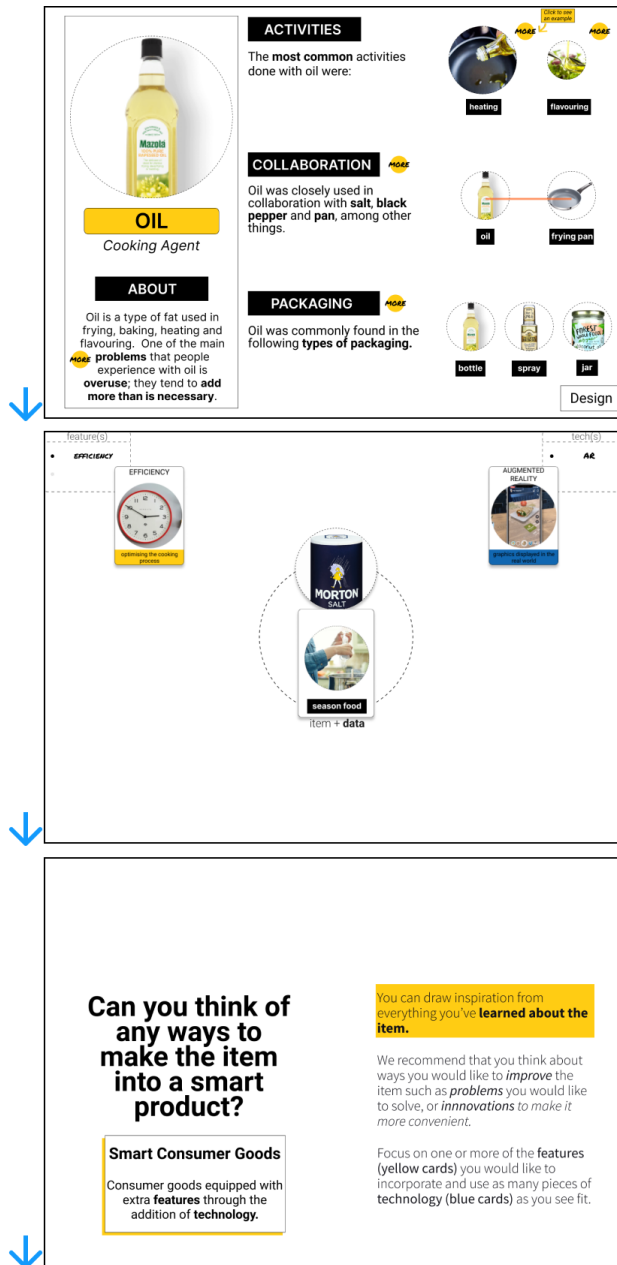 ACTIVITIES
The most common activities
done with oil were:
Click to see
an example
MORE
MORE
heating
flavouring
Mazola
OIL
Cooking Agent
ABOUT
Oil is a type of fat used in
frying, baking, heating and
flavouring. One of the main
MORE problems that people
experience with oil is
overuse; they tend to add
more than is necessary.
COLLABORATION
MORE
Oil was closely used in
collaboration with salt, black
pepper and pan, among other
things.
oil
frying pan
PACKAGING
MORE
Oil was commonly found in the
following types of packaging.
bottle
spray
jar
Design
feature(s)
EFFICIENCY
tech(s)
AR
EFFICIENCY
optimising the cooking
process
AUGMENTED
REALITY
graphics displayed in the
real world
MORTON
SALT
season food
item + data
Can you think of
any ways to
make the item
into a smart
product?
Smart Consumer Goods
Consumer goods equipped with
extra features through the
addition of technology.
You can draw inspiration from
everything you've learned about the
item.
We recommend that you think about
ways you would like to improve the
item such as problems you would like
to solve, or innnovations to make it
more convenient.
Focus on one or more of the features
(yellow cards) you would like to
incorporate and use as many pieces of
technology (blue cards) as you see fit.